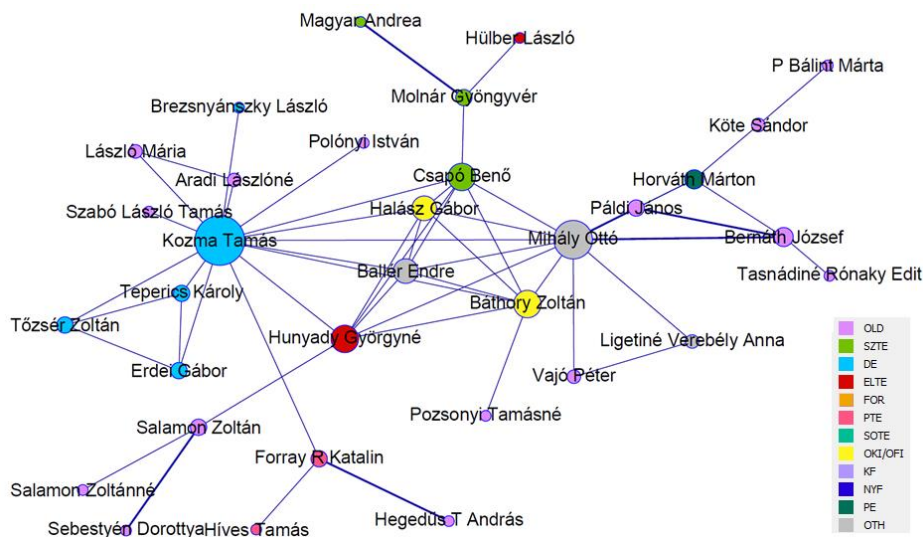 Magyar Andrea
Hülber László
Molnár Gyöngyvér
P Bálint Márta
Brezsnyánszky László
Köte Sándor
Polónyi István
László Mária
Aradi Lászlóné
Csapó Benő
Horváth Márton
Szabó László Tamás
Halász Gábor
Páldi János
Kozma Tamás
Mihály Ottó
Bernáth József
Ballér Endre
Tasnádiné Rónaky Edit
Teperics Károly
Báthory Zoltán
Tőzsér Zoltán
Hunyady Györgyné
Ligetiné Verebély Anna
Erdei Gábor
Vajó Péter
Pozsonyi Tamásné
Salamon Zoltán
Forray R Katalin
Salamon Zoltánné
Sebestyén Dorottya
Híves Tamás
Hegedűs T András
OLD
SZTE
DE
ELTE
FOR
PTE
SOTE
OKI/OFI
KF
NYF
PE
OTH